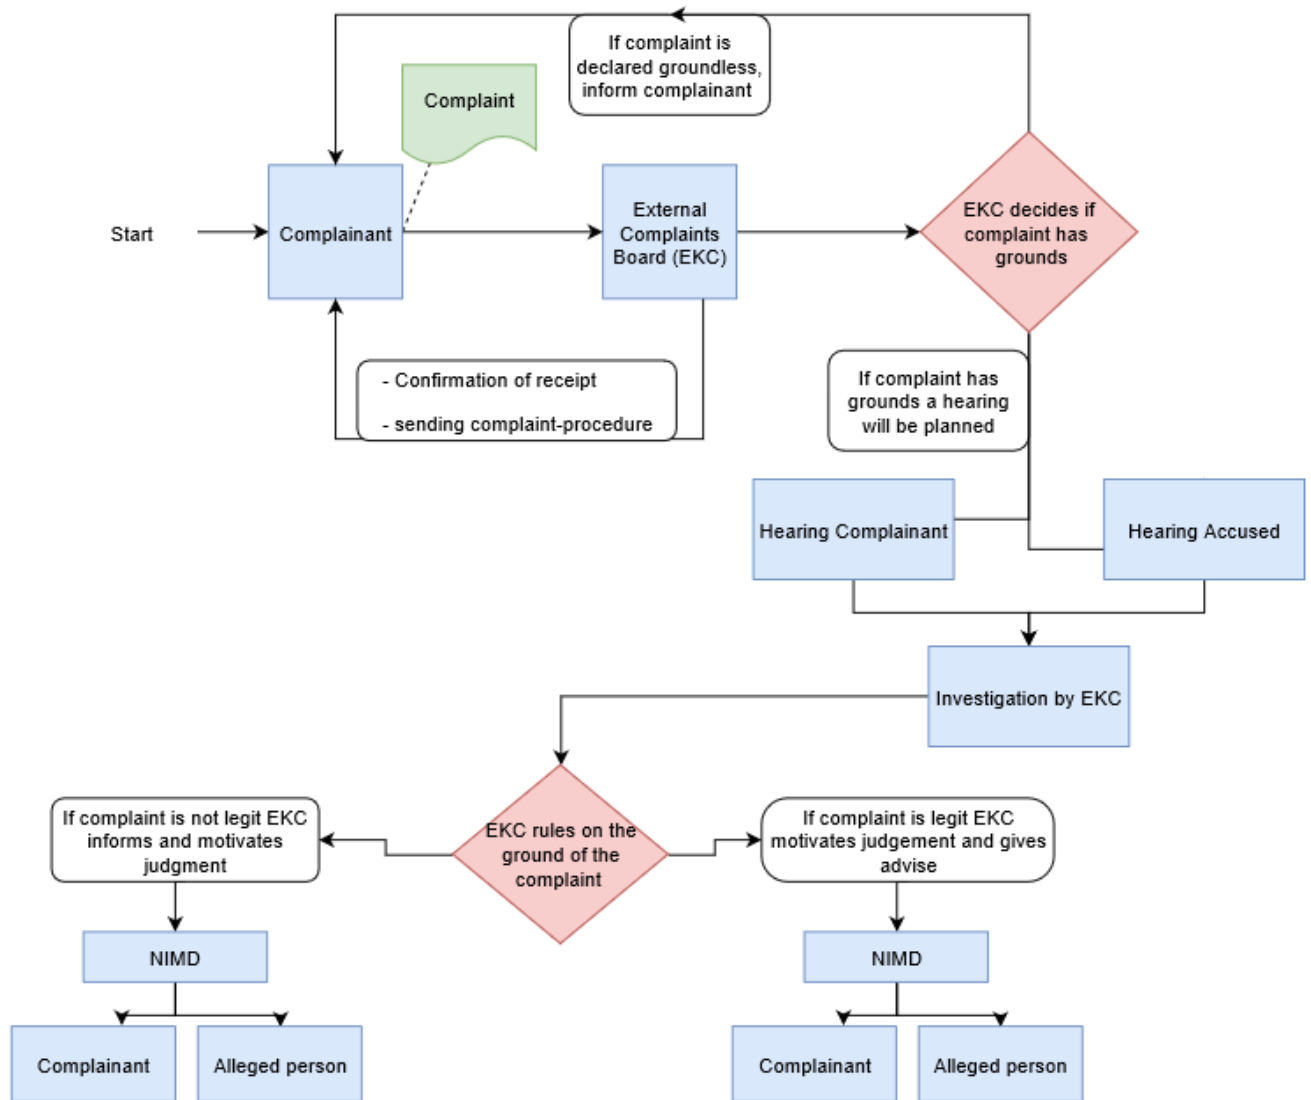 If complaint is
declared groundless,
inform complainant
Complaint
Start
Complainant
External
Complaints
Board (EKC)
EKC decides if
complaint has
grounds
- Confirmation of receipt
- sending complaint-procedure
If complaint has
grounds a hearing
will be planned
Hearing Complainant
Hearing Accused
Investigation by EKC
If complaint is not legit EKC
informs and motivates
judgment
EKC rules on the
ground of the
complaint
If complaint is legit EKC
motivates judgement and gives
advise
NIMD
NIMD
Complainant
Alleged person
Complainant
Alleged person